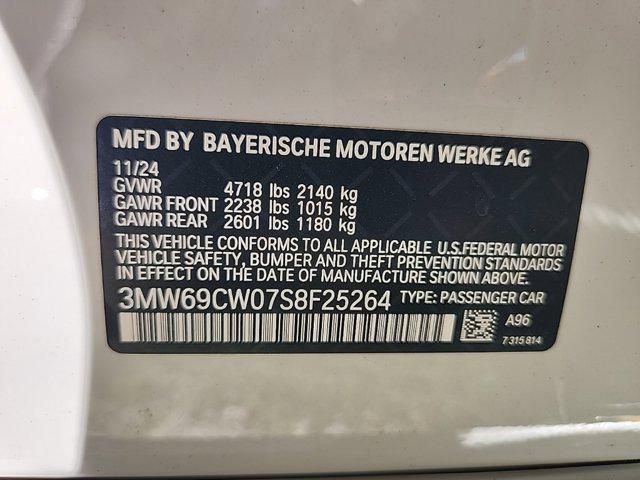 MFD BY BAYERISCHE MOTOREN WERKE AG
11/24
GVWR 4718 lbs 2140 kg
GAWR FRONT 2238 lbs 1015 kg
GAWR REAR 2601 lbs 1180 kg
THIS VEHICLE CONFORMS TO ALL APPLICABLE U.S.FEDERAL MOTOR
VEHICLE SAFETY, BUMPER AND THEFT PREVENTION STANDARDS
IN EFFECT ON THE DATE OF MANUFACTURE SHOWN ABOVE.
3MW69CW07S8F25264 TYPE: PASSENGER CAR
A96
7 315 814